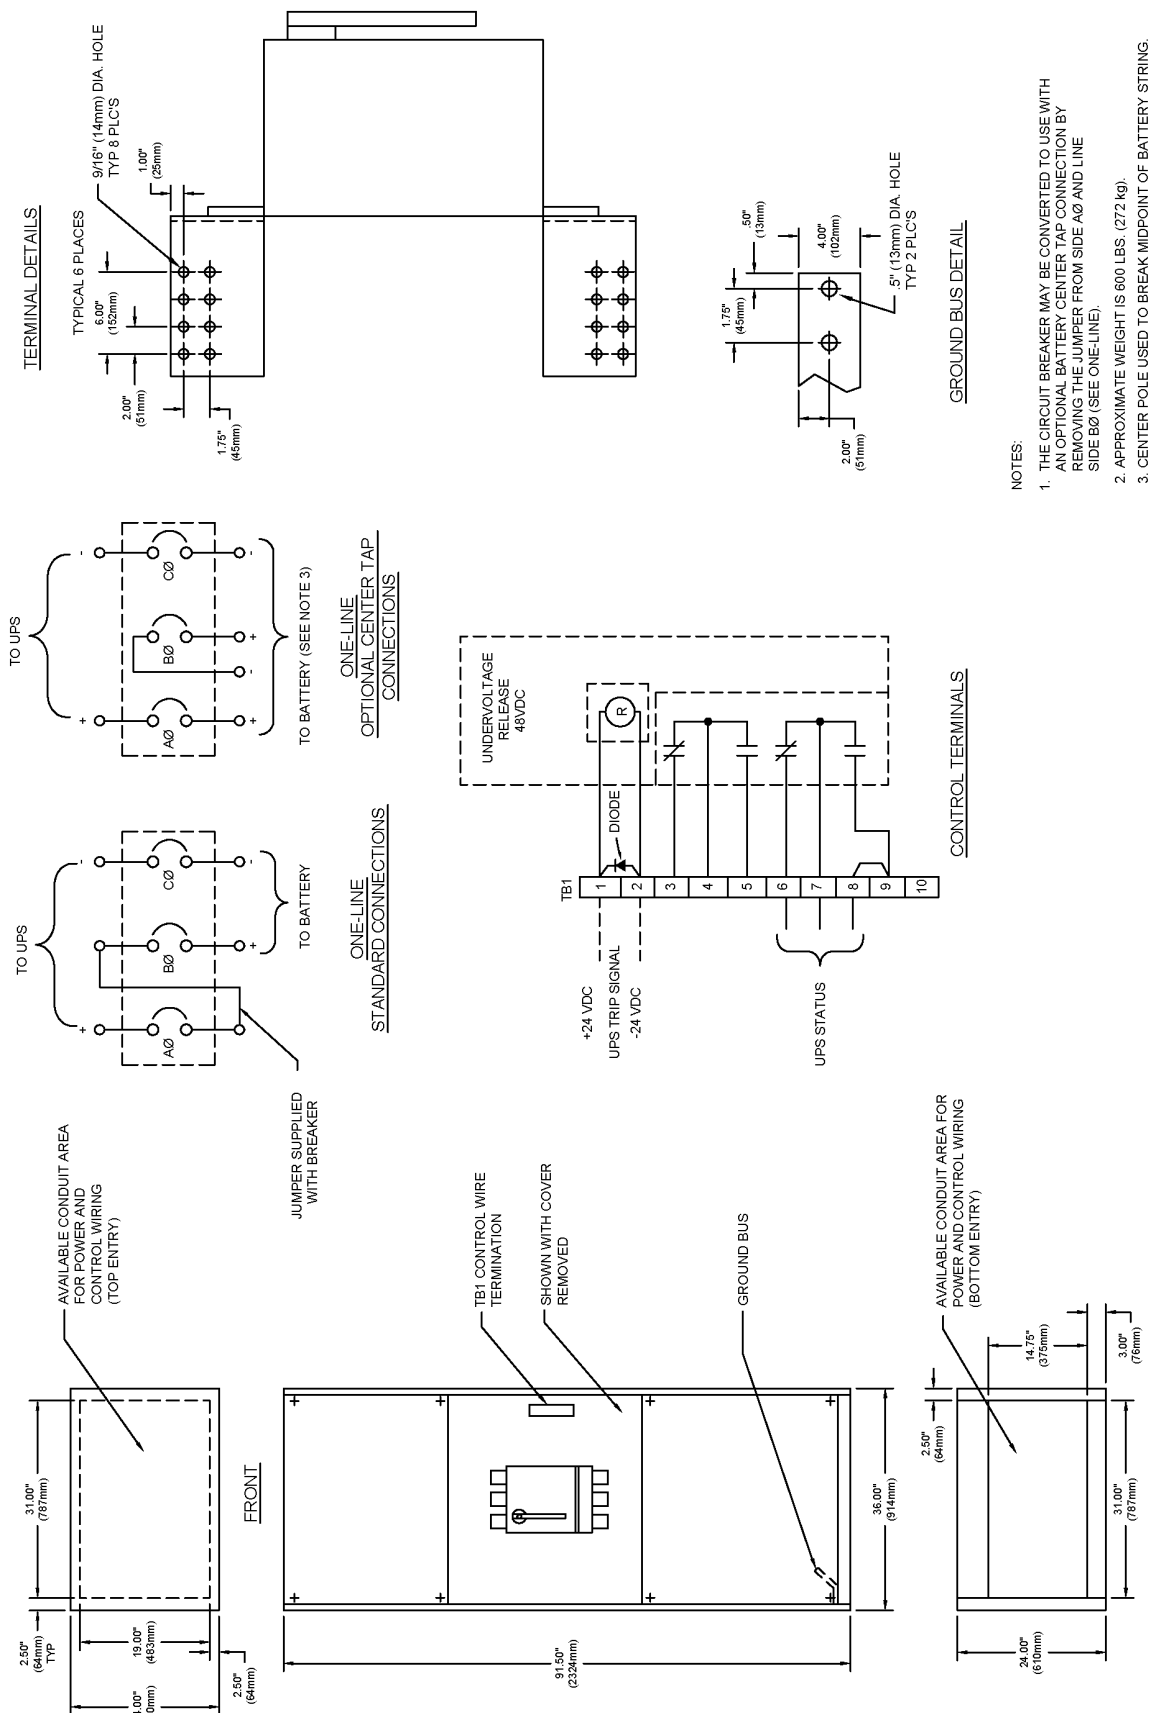 2.50"
(64mm)
TYP
31.00"
(787mm)
19.00"
(483mm)
2.50"
(64mm)
AVAILABLE CONDUIT AREA
FOR POWER AND
CONTROL WIRING
(TOP ENTRY)
FRONT
91.50"
(2324mm)
36.00"
(914mm)
TB1 CONTROL WIRE
TERMINATION
SHOWN WITH COVER
REMOVED
GROUND BUS
24.00"
(610mm)
2.50"
(64mm)
31.00"
(787mm)
14.75"
(375mm)
3.00"
(76mm)
AVAILABLE CONDUIT AREA FOR
POWER AND CONTROL WIRING
(BOTTOM ENTRY)
TO UPS
+
-
AØ
BØ
CØ
+
-
TO BATTERY
JUMPER SUPPLIED
WITH BREAKER
ONE-LINE
STANDARD CONNECTIONS
TO UPS
+
-
AØ
BØ
CØ
+
-
+
-
TO BATTERY (SEE NOTE 3)
ONE-LINE
OPTIONAL CENTER TAP
CONNECTIONS
UNDERVOLTAGE
RELEASE
48VDC
R
DIODE
TB1
1
2
3
4
5
6
7
8
9
10
+24 VDC
UPS TRIP SIGNAL
-24 VDC
UPS STATUS
CONTROL TERMINALS
TERMINAL DETAILS
TYPICAL 6 PLACES
9/16" (14mm) DIA. HOLE
TYP 8 PLC'S
6.00"
(152mm)
1.00"
(25mm)
2.00"
(51mm)
1.75"
(45mm)
1.75"
(45mm)
.50"
(13mm)
4.00"
(102mm)
2.00"
(51mm)
.5" (13mm) DIA. HOLE
TYP 2 PLC'S
GROUND BUS DETAIL
NOTES:
1. THE CIRCUIT BREAKER MAY BE CONVERTED TO USE WITH
AN OPTIONAL BATTERY CENTER TAP CONNECTION BY
REMOVING THE JUMPER FROM SIDE AØ AND LINE
SIDE BØ (SEE ONE-LINE).
2. APPROXIMATE WEIGHT IS 600 LBS. (272 kg).
3. CENTER POLE USED TO BREAK MIDPOINT OF BATTERY STRING.